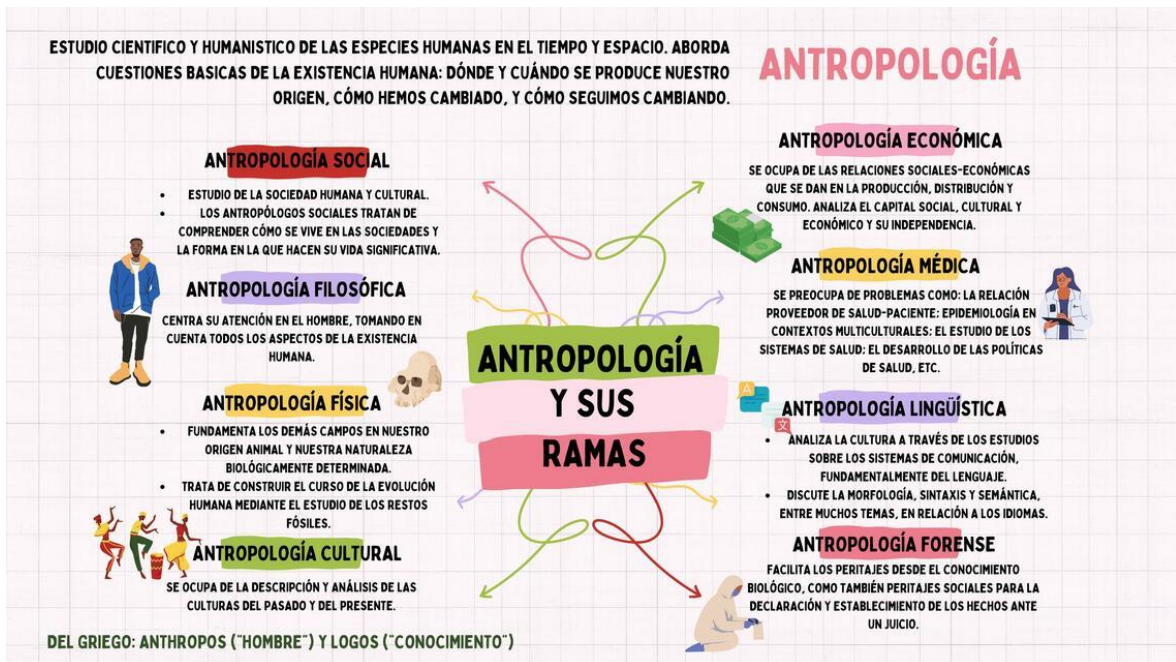 ESTUDIO CIENTIFICO Y HUMANISTICO DE LAS ESPECIES HUMANAS EN EL TIEMPO Y ESPACIO. ABORDA
CUESTIONES BASICAS DE LA EXISTENCIA HUMANA: DÓNDE Y CUÁNDO SE PRODUCE NUESTRO
ORIGEN, CÓMO HEMOS CAMBIADO, Y CÓMO SEGUIMOS CAMBIANDO.
ANTROPOLOGÍA
ANTROPOLOGÍA SOCIAL
• ESTUDIO DE LA SOCIEDAD HUMANA Y CULTURAL.
• LOS ANTROPÓLOGOS SOCIALES TRATAN DE
COMPRENDER CÓMO SE VIVE EN LAS SOCIEDADES Y
LA FORMA EN LA QUE HACEN SU VIDA SIGNIFICATIVA.
ANTROPOLOGÍA FILOSÓFICA
CENTRA SU ATENCIÓN EN EL HOMBRE, TOMANDO EN
CUENTA TODOS LOS ASPECTOS DE LA EXISTENCIA
HUMANA.
ANTROPOLOGÍA FÍSICA
• FUNDAMENTA LOS DEMÁS CAMPOS EN NUESTRO
ORIGEN ANIMAL Y NUESTRA NATURALEZA
BIOLÓGICAMENTE DETERMINADA.
• TRATA DE CONSTRUIR EL CURSO DE LA EVOLUCIÓN
HUMANA MEDIANTE EL ESTUDIO DE LOS RESTOS
FÓSILES.
ANTROPOLOGÍA CULTURAL
SE OCUPA DE LA DESCRIPCIÓN Y ANÁLISIS DE LAS
CULTURAS DEL PASADO Y DEL PRESENTE.
DEL GRIEGO: ANTHROPOS ("HOMBRE") Y LOGOS ("CONOCIMIENTO")
ANTROPOLOGÍA
Y SUS
RAMAS
ANTROPOLOGÍA ECONÓMICA
SE OCUPA DE LAS RELACIONES SOCIALES-ECONÓMICAS
QUE SE DAN EN LA PRODUCCIÓN, DISTRIBUCIÓN Y
CONSUMO. ANALIZA EL CAPITAL SOCIAL, CULTURAL Y
ECONÓMICO Y SU INDEPENDENCIA.
ANTROPOLOGÍA MÉDICA
SE PREOCUPA DE PROBLEMAS COMO: LA RELACIÓN
PROVEEDOR DE SALUD-PACIENTE: EPIDEMIOLOGÍA EN
CONTEXTOS MULTICULTURALES: EL ESTUDIO DE LOS
SISTEMAS DE SALUD: EL DESARROLLO DE LAS POLÍTICAS
DE SALUD, ETC.
A
文
ANTROPOLOGÍA LINGÜÍSTICA
• ANALIZA LA CULTURA A TRAVÉS DE LOS ESTUDIOS
SOBRE LOS SISTEMAS DE COMUNICACIÓN,
FUNDAMENTALMENTE DEL LENGUAJE.
• DISCUTE LA MORFOLOGÍA, SINTAXIS Y SEMÁNTICA,
ENTRE MUCHOS TEMAS, EN RELACIÓN A LOS IDIOMAS.
ANTROPOLOGÍA FORENSE
FACILITA LOS PERITAJES DESDE EL CONOCIMIENTO
BIOLÓGICO, COMO TAMBIÉN PERITAJES SOCIALES PARA LA
DECLARACIÓN Y ESTABLECIMIENTO DE LOS HECHOS ANTE
UN JUICIO.